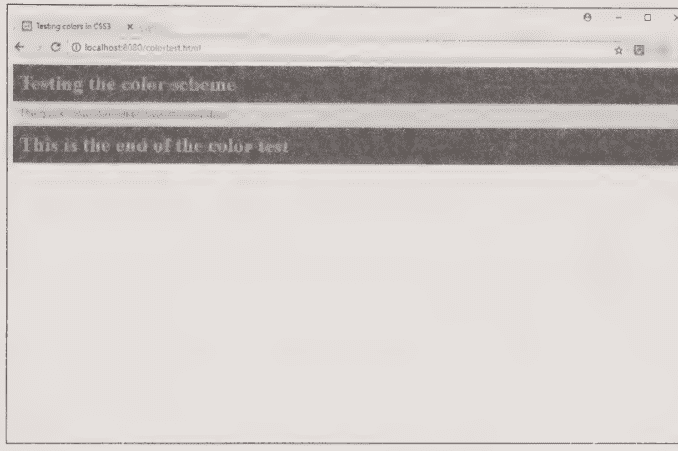 Testing colors in CSS3
localhost:8080/colortest.html
Testing the color scheme
This is the end of the color test